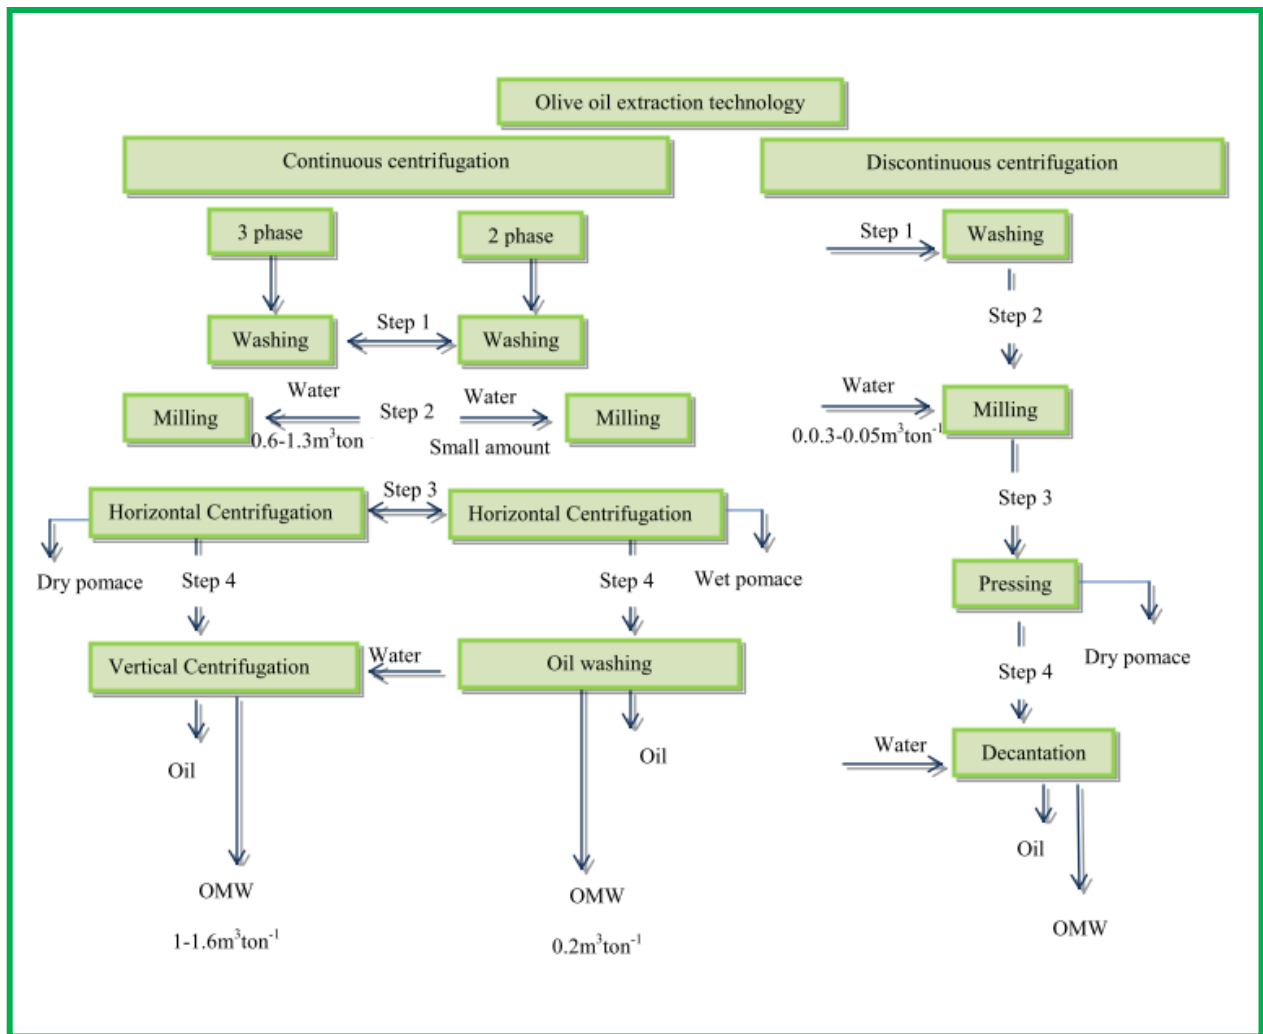 Olive oil extraction technology
Continuous centrifugation
Discontinuous centrifugation
3 phase
2 phase
Step 1
Washing
Step 2
Washing
Step 1
Washing
Milling
Water
0.6-1.3m³ton
Step 2
Water
Small amount
Milling
Water
0.0.3-0.05m³ton⁻¹
Milling
Step 3
Horizontal Centrifugation
Step 3
Horizontal Centrifugation
Dry pomace
Step 4
Step 4
Wet pomace
Pressing
Dry pomace
Step 4
Vertical Centrifugation
Water
Oil washing
Oil
Oil
Water
Decantation
Oil
OMW
OMW
OMW
1-1.6m³ton⁻¹
0.2m³ton⁻¹